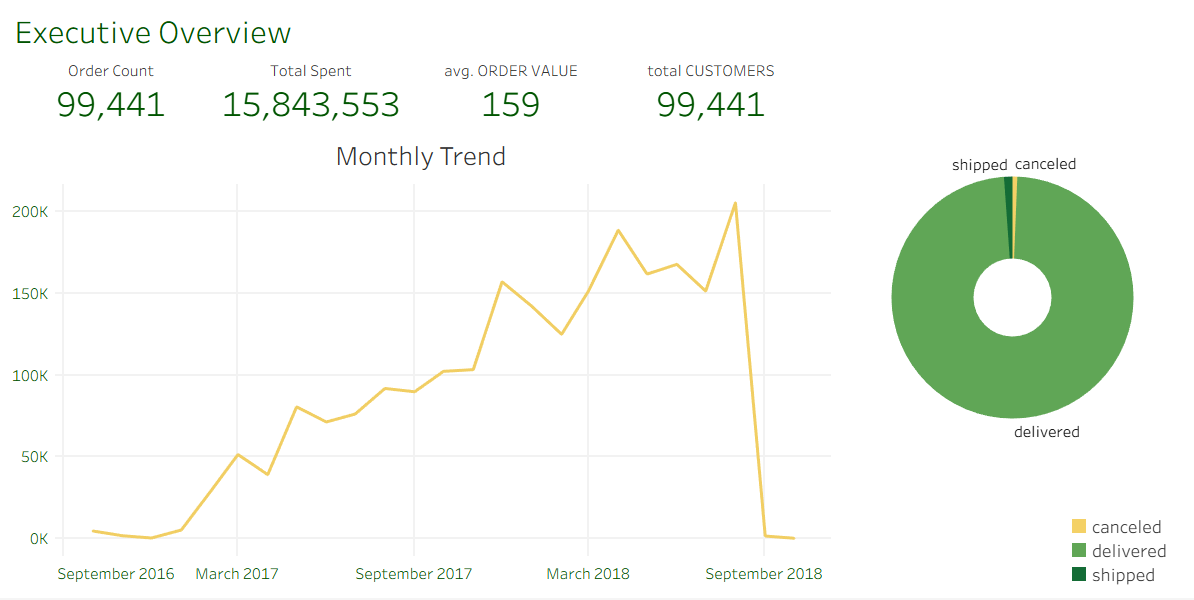 Executive Overview
Order Count
99,441
Total Spent
15,843,553
avg. ORDER VALUE
159
total CUSTOMERS
99,441
Monthly Trend
200K
150K
100K
50K
0K
September 2016
March 2017
September 2017
March 2018
September 2018
shipped
canceled
delivered
canceled
delivered
shipped